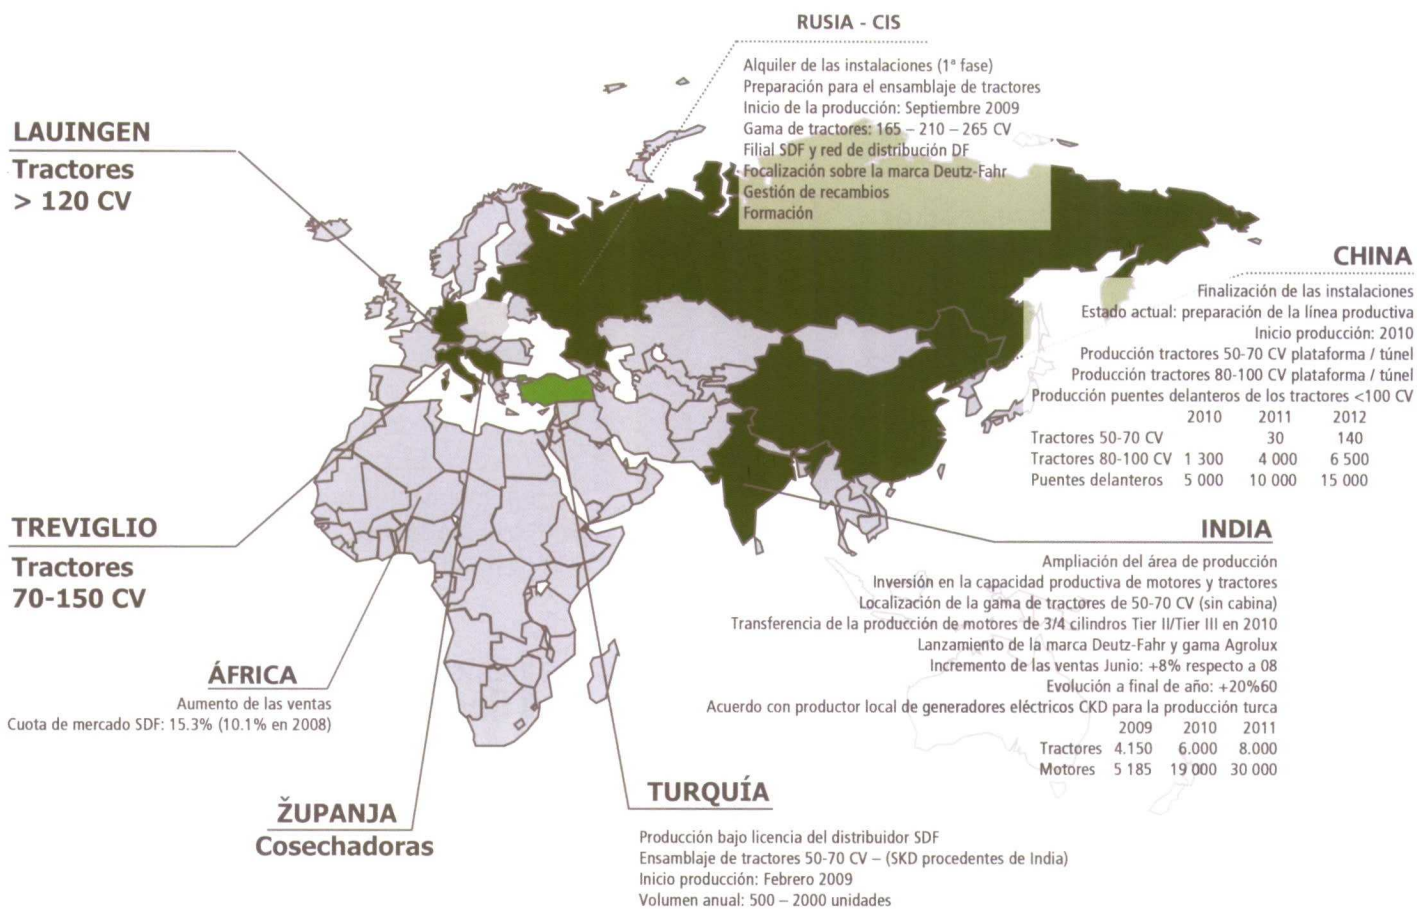 RUSIA - CIS
Alquiler de las instalaciones (1ª fase)
Preparación para el ensamblaje de tractores
Inicio de la producción: Septiembre 2009
Gama de tractores: 165 – 210 – 265 CV
Filial SDF y red de distribución DF
Focalización sobre la marca Deutz-Fahr
Gestión de recambios
Formación
LAUINGEN
Tractores
> 120 CV
CHINA
Finalización de las instalaciones
Estado actual: preparación de la línea productiva
Inicio producción: 2010
Producción tractores 50-70 CV plataforma / túnel
Producción tractores 80-100 CV plataforma / túnel
Producción puentes delanteros de los tractores <100 CV
2010 2011 2012
Tractores 50-70 CV 30 140
Tractores 80-100 CV 1 300 4 000 6 500
Puentes delanteros 5 000 10 000 15 000
TREVIGLIO
Tractores
70-150 CV
INDIA
Ampliación del área de producción
Inversión en la capacidad productiva de motores y tractores
Localización de la gama de tractores de 50-70 CV (sin cabina)
Transferencia de la producción de motores de 3/4 cilindros Tier II/Tier III en 2010
Lanzamiento de la marca Deutz-Fahr y gama Agrolux
Incremento de las ventas Junio: +8% respecto a 08
Evolución a final de año: +20%60
Acuerdo con productor local de generadores eléctricos CKD para la producción turca
2009 2010 2011
Tractores 4.150 6.000 8.000
Motores 5 185 19 000 30 000
ÁFRICA
Aumento de las ventas
Cuota de mercado SDF: 15.3% (10.1% en 2008)
ŽUPANJA
Cosechadoras
TURQUÍA
Producción bajo licencia del distribuidor SDF
Ensamblaje de tractores 50-70 CV – (SKD procedentes de India)
Inicio producción: Febrero 2009
Volumen anual: 500 – 2000 unidades